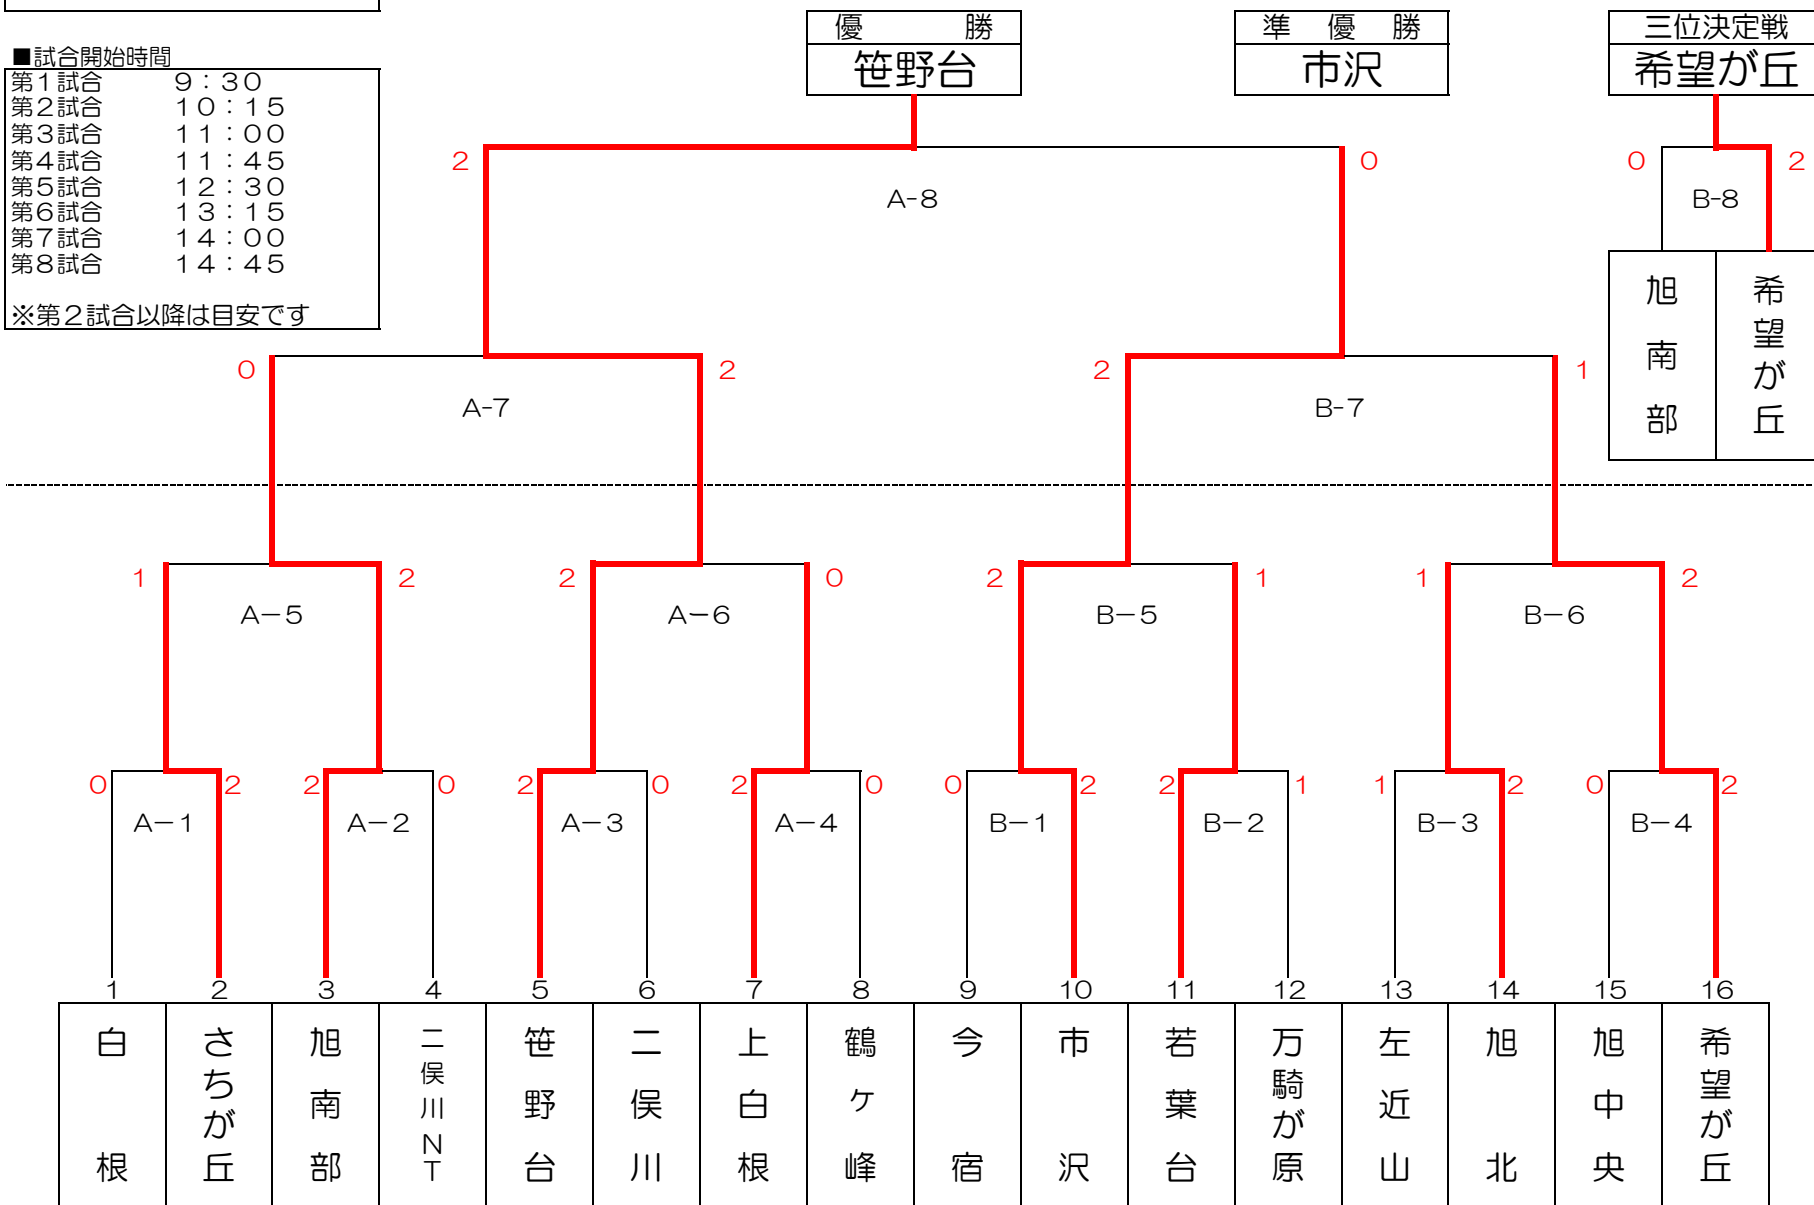 優勝
笹野台
準優勝
市沢
三位決定戦
希望が丘
■試合開始時間
第1試合 9：30
第2試合 10：15
第3試合 11：00
第4試合 11：45
第5試合 12：30
第6試合 13：15
第7試合 14：00
第8試合 14：45
※第2試合以降は目安です
2 0
A-8
0 2
B-8
旭南部
希望が丘
0 2 2 1
A-7 B-7
1 2 2 0 2 1 1 2
A－5 A－6 B－5 B－6
0 2 2 0 2 0 2 0 0 2 2 1 1 2 0 2
A－1 A－2 A－3 A－4 B－1 B－2 B－3 B－4
1 2 3 4 5 6 7 8 9 10 11 12 13 14 15 16
白根
さちが丘
旭南部
二俣川NT
笹野台
二俣川
上白根
鶴ケ峰
今宿
市沢
若葉台
万騎が原
左近山
旭北
旭中央
希望が丘